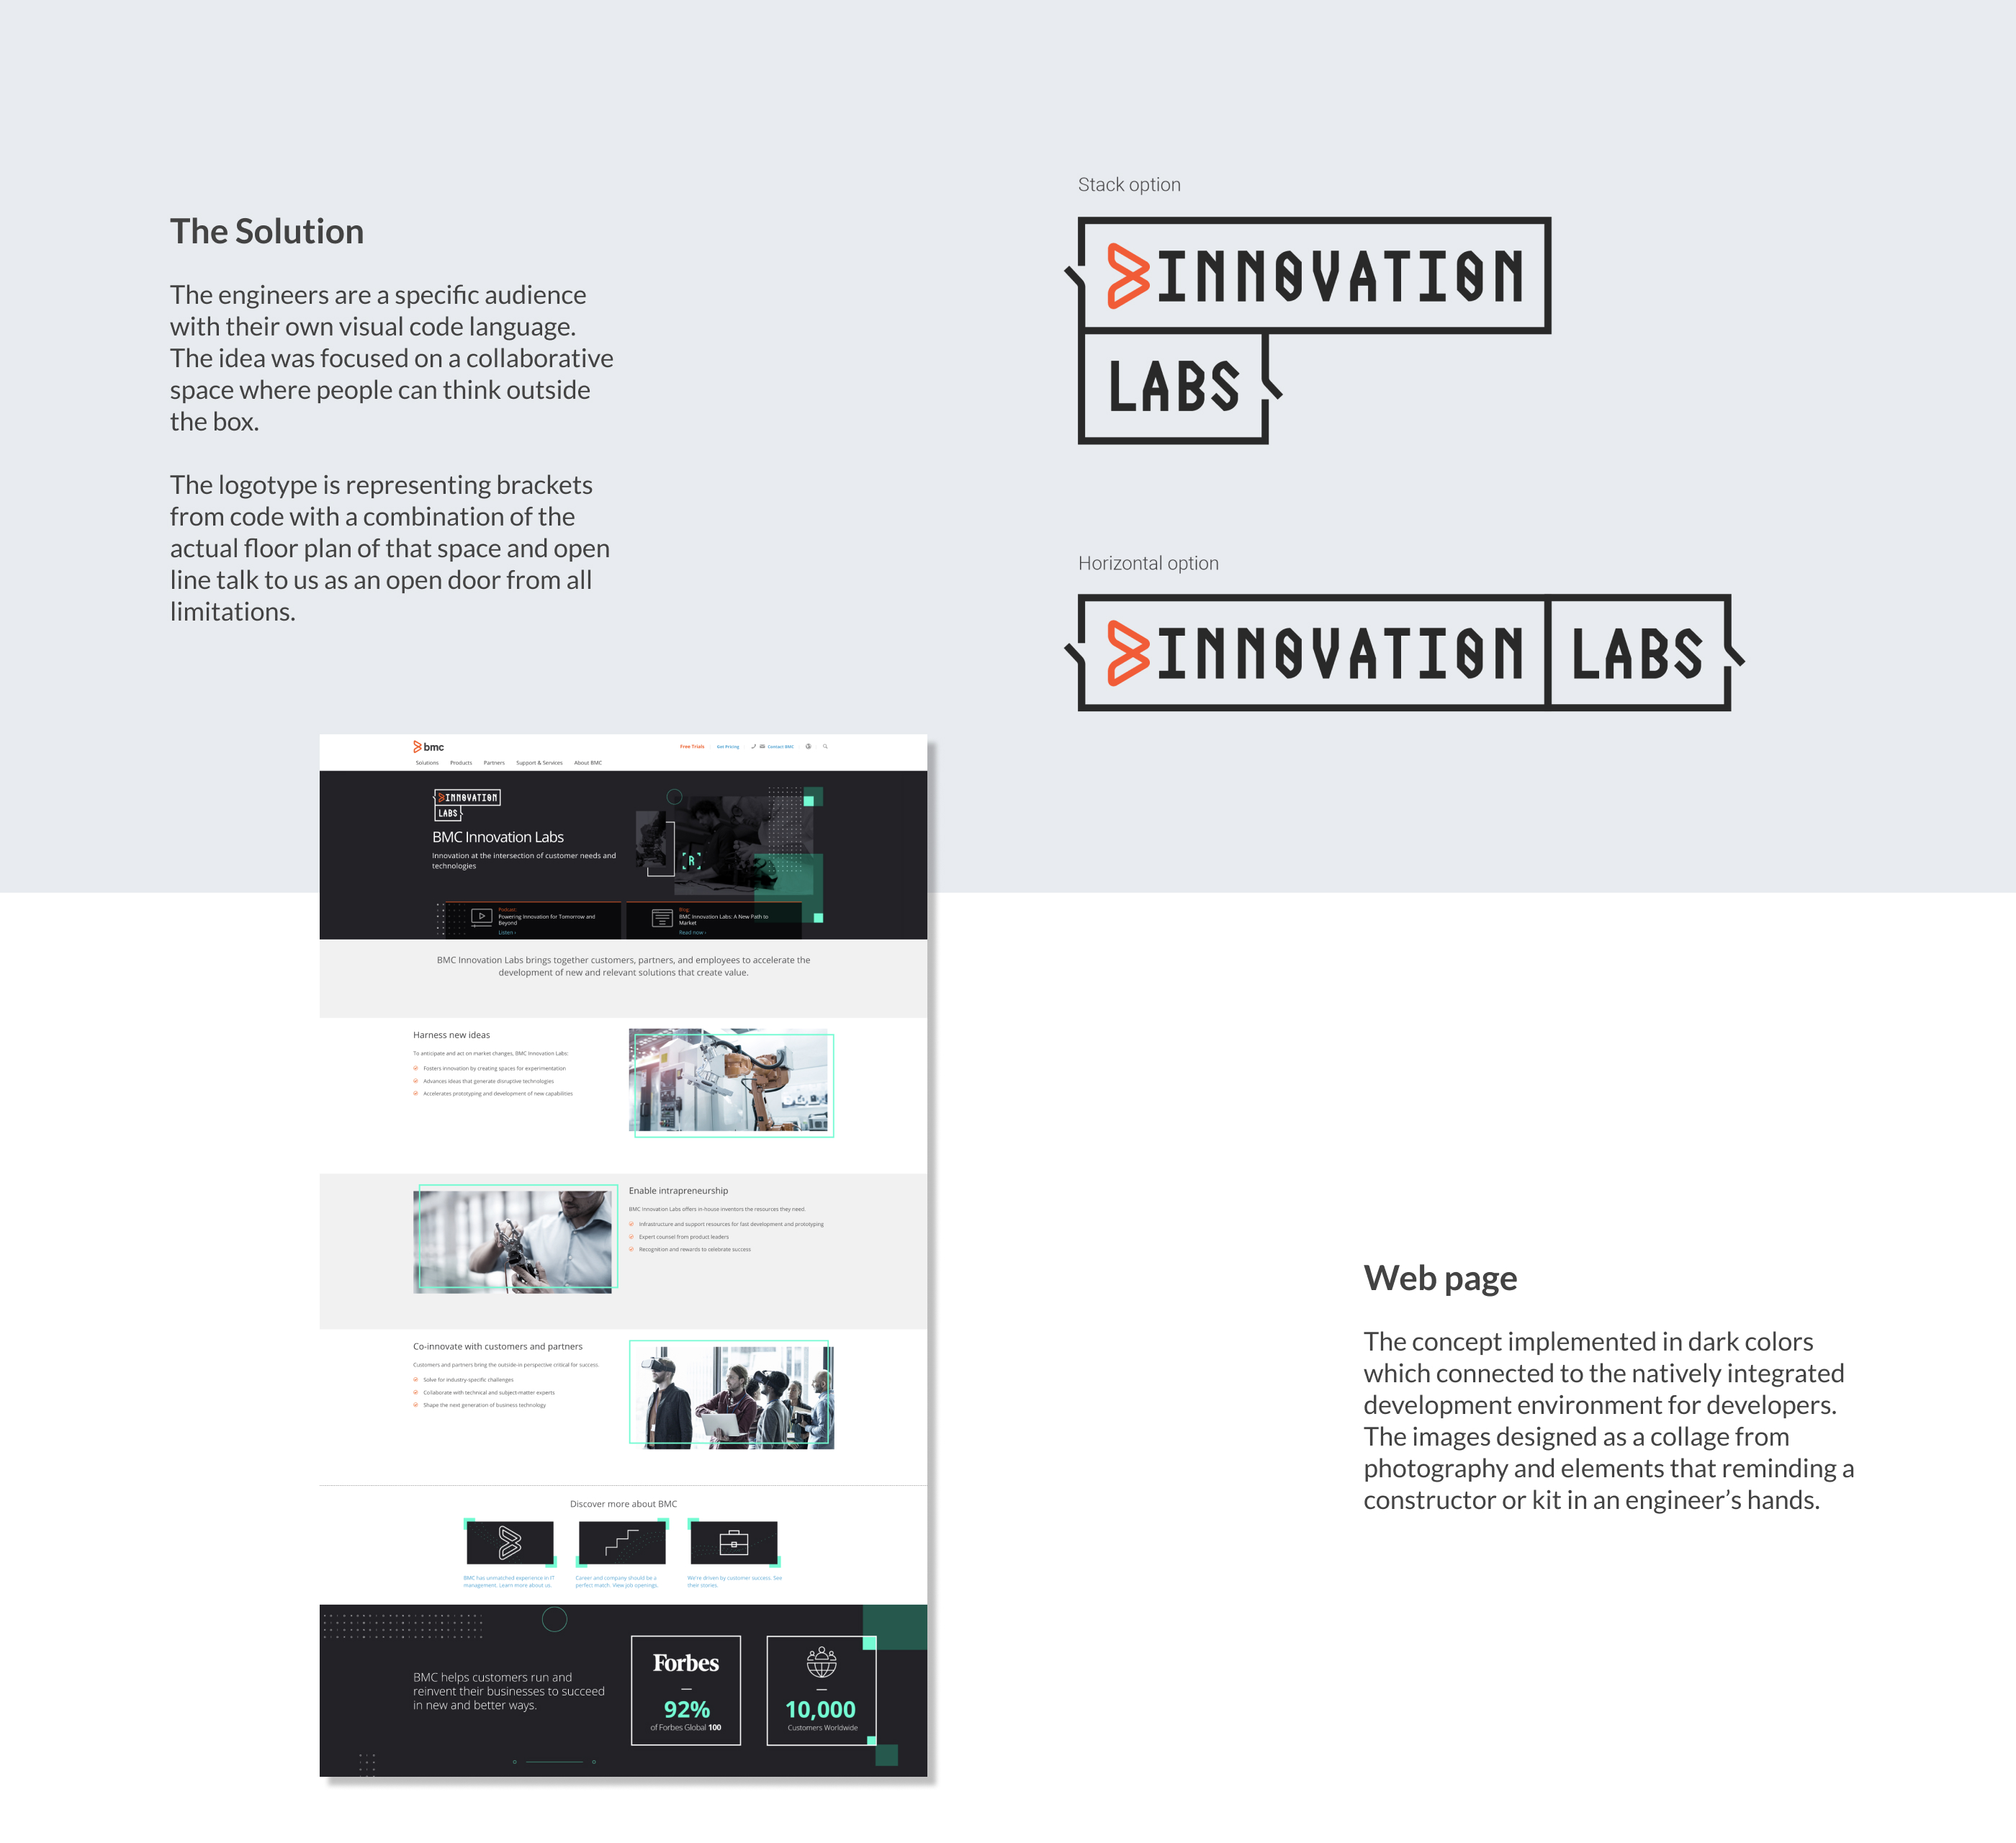 The Solution
The engineers are a specific audience
with their own visual code language.
The idea was focused on a collaborative
space where people can think outside
the box.
The logotype is representing brackets
from code with a combination of the
actual floor plan of that space and open
line talk to us as an open door from all
limitations.
Stack option
INNOVATION
LABS
Horizontal option
INNOVATION LABS
bmc
Free Trials Get Pricing Contact BMC
Solutions Products Partners Support & Services About BMC
INNOVATION
LABS
BMC Innovation Labs
Innovation at the intersection of customer needs and
technologies
R
Podcast:
Powering Innovation for Tomorrow and
Beyond
Listen ›
Blog:
BMC Innovation Labs: A New Path to
Market
Read now ›
BMC Innovation Labs brings together customers, partners, and employees to accelerate the
development of new and relevant solutions that create value.
Harness new ideas
To anticipate and act on market changes, BMC Innovation Labs:
Fosters innovation by creating spaces for experimentation
Advances ideas that generate disruptive technologies
Accelerates prototyping and development of new capabilities
Enable intrapreneurship
BMC Innovation Labs offers in-house inventors the resources they need.
Infrastructure and support resources for fast development and prototyping
Expert counsel from product leaders
Recognition and rewards to celebrate success
Co-innovate with customers and partners
Customers and partners bring the outside-in perspective critical for success.
Solve for industry-specific challenges
Collaborate with technical and subject-matter experts
Shape the next generation of business technology
Discover more about BMC
BMC has unmatched experience in IT
management. Learn more about us.
Career and company should be a
perfect match. View job openings.
We're driven by customer success. See
their stories.
BMC helps customers run and
reinvent their businesses to succeed
in new and better ways.
Forbes
92%
of Forbes Global 100
10,000
Customers Worldwide
Web page
The concept implemented in dark colors
which connected to the natively integrated
development environment for developers.
The images designed as a collage from
photography and elements that reminding a
constructor or kit in an engineer’s hands.